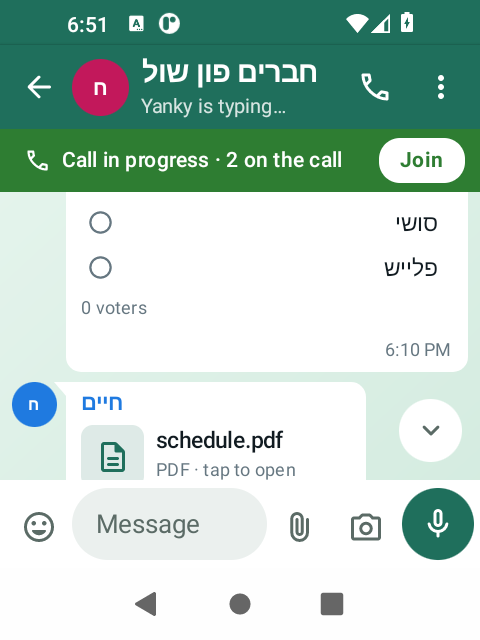 6:51
חברים פון שול
Yanky is typing…
Call in progress · 2 on the call
Join
סושי
פלייש
0 voters
6:10 PM
חיים
schedule.pdf
PDF · tap to open
Message